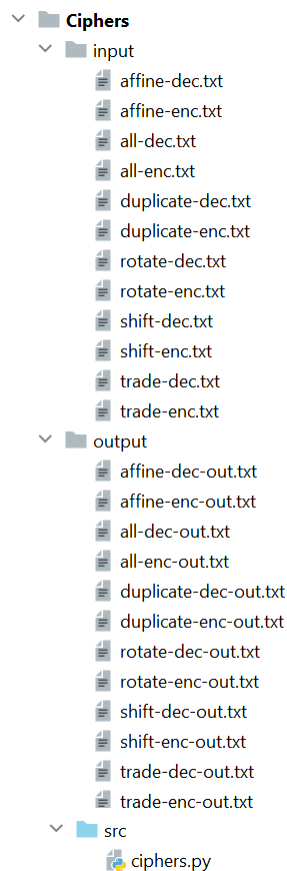 Ciphers
input
affine-dec.txt
affine-enc.txt
all-dec.txt
all-enc.txt
duplicate-dec.txt
duplicate-enc.txt
rotate-dec.txt
rotate-enc.txt
shift-dec.txt
shift-enc.txt
trade-dec.txt
trade-enc.txt
output
affine-dec-out.txt
affine-enc-out.txt
all-dec-out.txt
all-enc-out.txt
duplicate-dec-out.txt
duplicate-enc-out.txt
rotate-dec-out.txt
rotate-enc-out.txt
shift-dec-out.txt
shift-enc-out.txt
trade-dec-out.txt
trade-enc-out.txt
src
ciphers.py